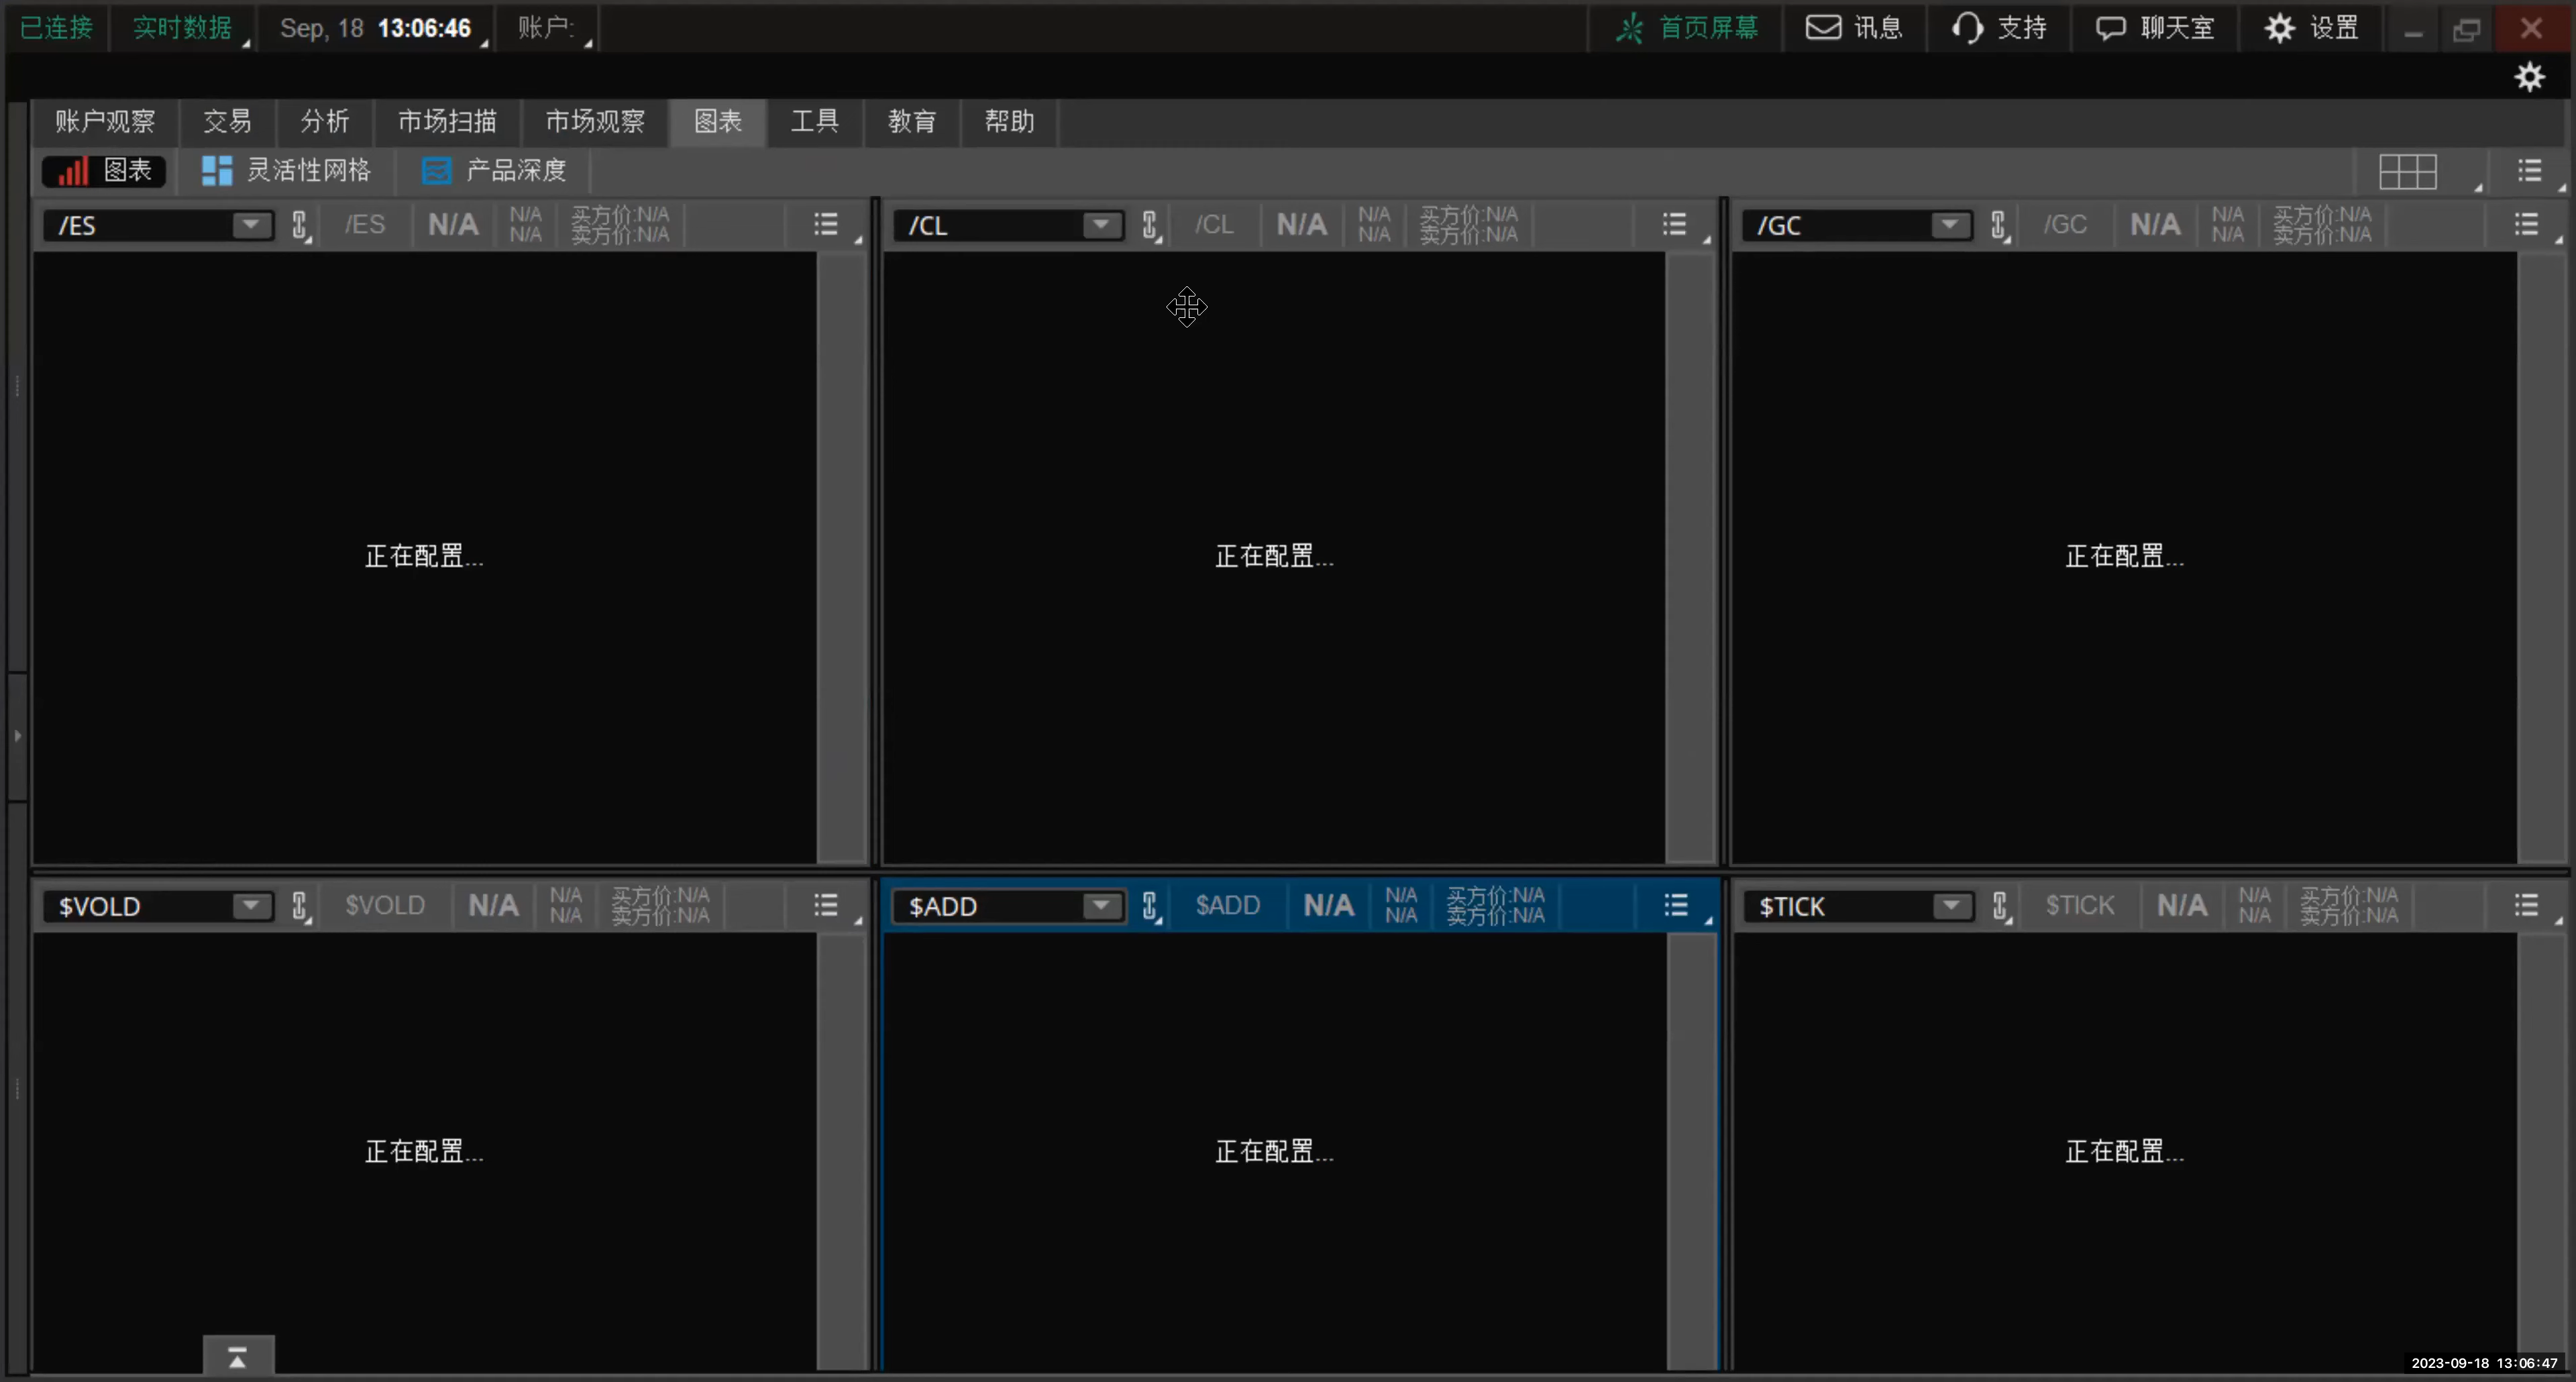 已连接 实时数据 Sep, 18 13:06:46 账户: 首页屏幕 讯息 支持 聊天室 设置
账户观察 交易 分析 市场扫描 市场观察 图表 工具 教育 帮助
图表 灵活性网格 产品深度
/ES /ES N/A N/A N/A 买方价:N/A 卖方价:N/A
/CL /CL N/A N/A N/A 买方价:N/A 卖方价:N/A
/GC /GC N/A N/A N/A 买方价:N/A 卖方价:N/A
正在配置... 正在配置... 正在配置...
$VOLD $VOLD N/A N/A N/A 买方价:N/A 卖方价:N/A
$ADD $ADD N/A N/A N/A 买方价:N/A 卖方价:N/A
$TICK $TICK N/A N/A N/A 买方价:N/A 卖方价:N/A
正在配置... 正在配置... 正在配置...
2023-09-18 13:06:47